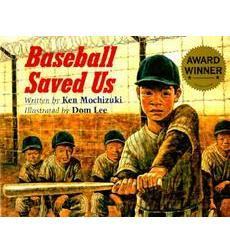 Baseball
Saved Us
AWARD
WINNER
Written by Ken Mochizuki
Illustrated by Dom Lee